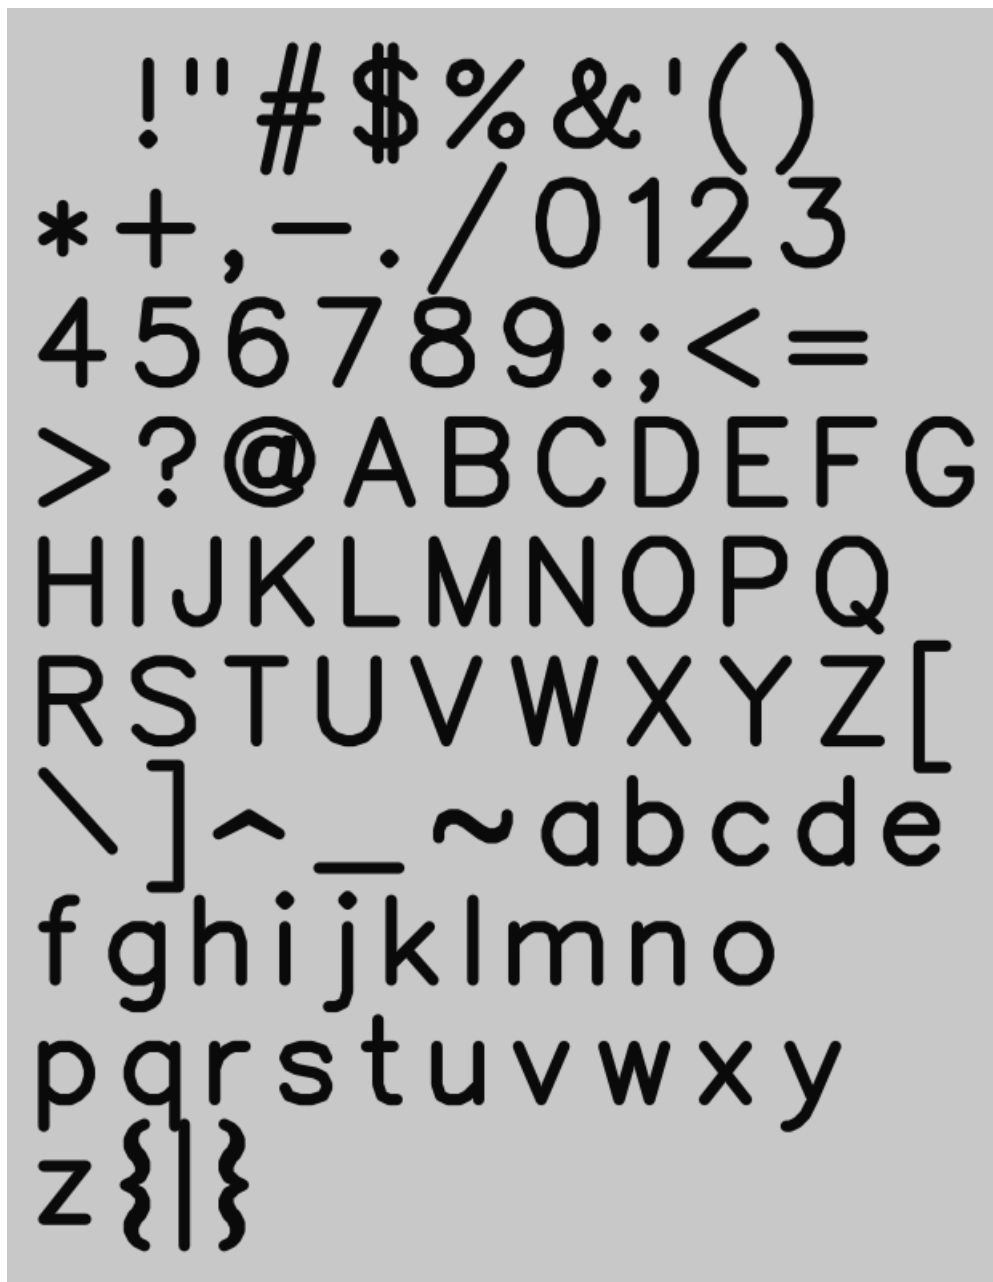 !"#$%&'()
*+,-./0123
456789:;<=
>?@ABCDEFG
HIJKLMNOPQ
RSTUVWXYZ[
\]^_~abcde
fghijklmno
pqrstuvwxy
z{|}